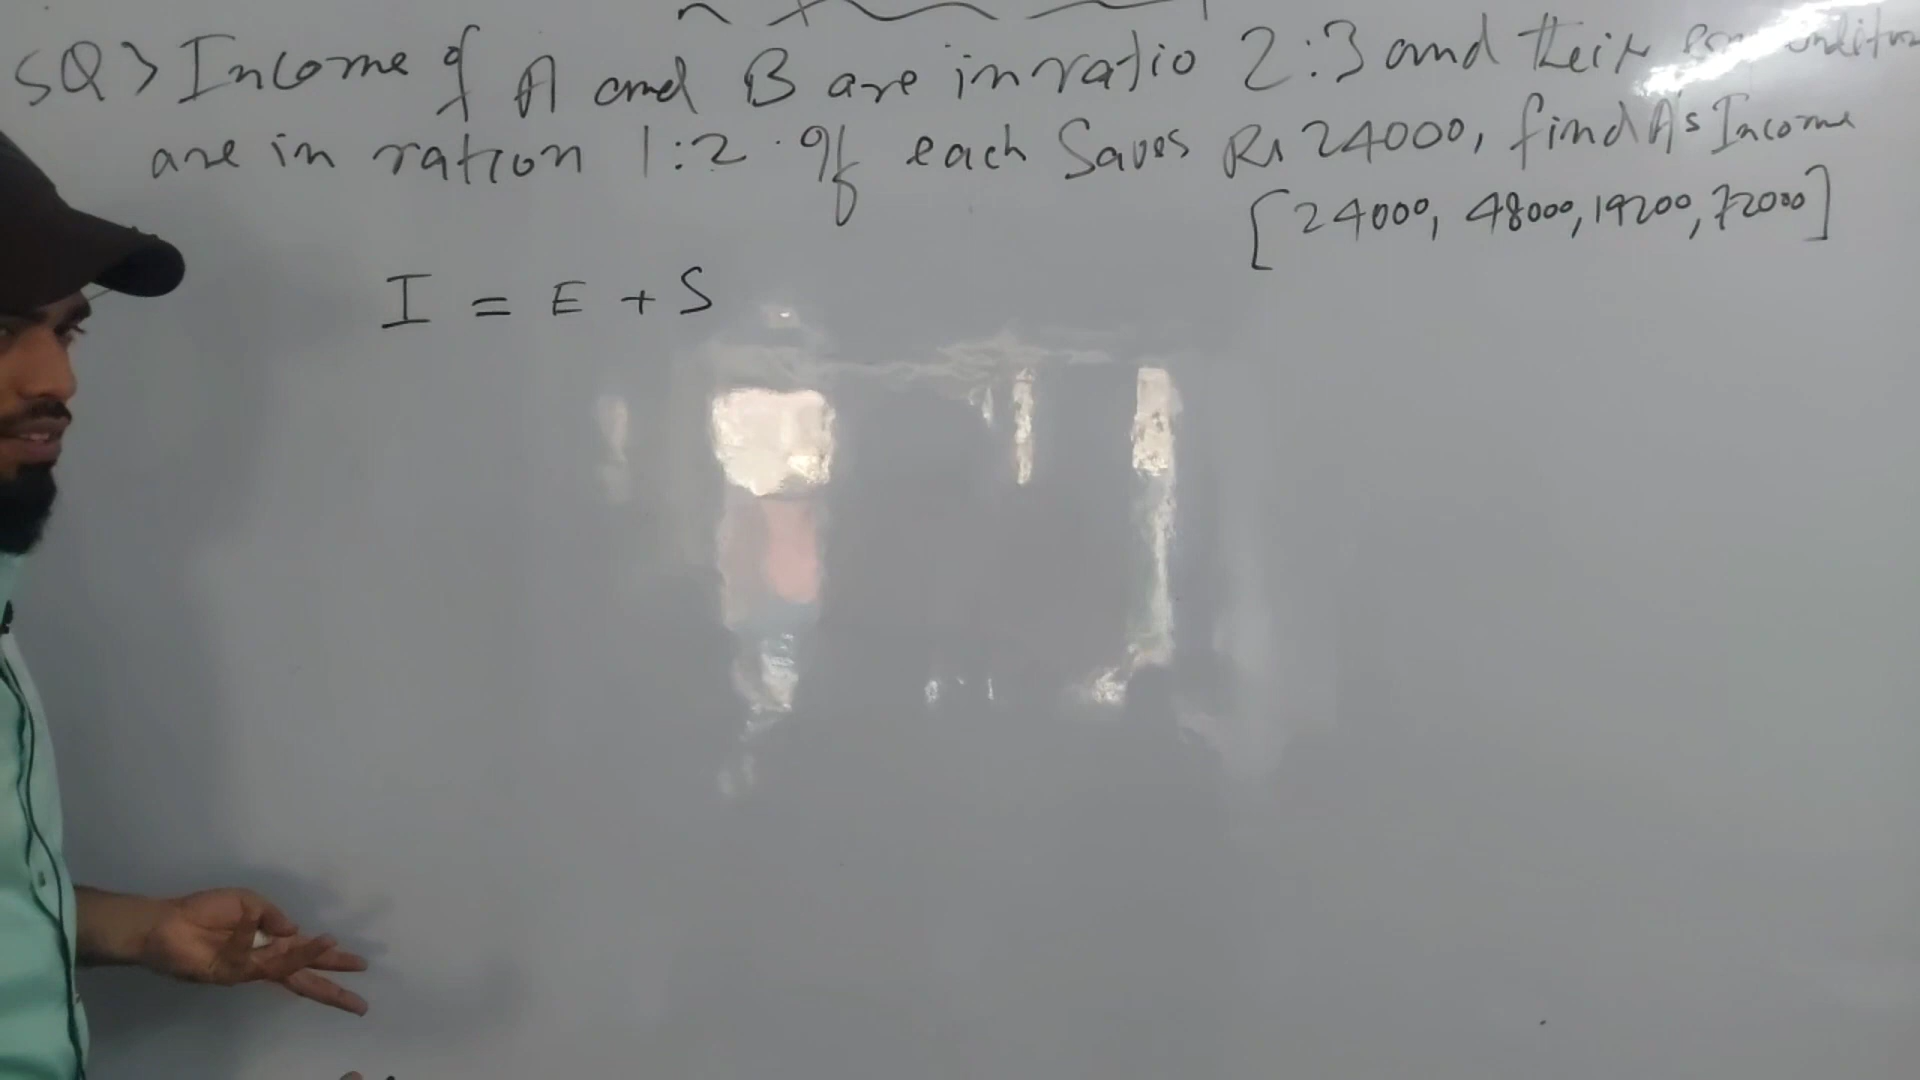 SQ> Income of A and B are in ratio 2:3 and their
are in ration 1:2. If each Saves Rs 24000, find A's Income
[24000, 48000, 19200, 72000]
I = E + S